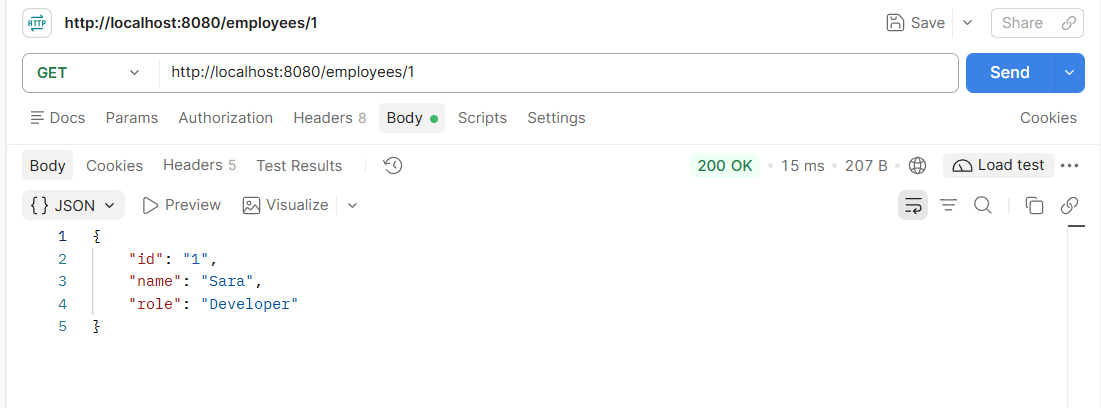 HTTP http://localhost:8080/employees/1 Save Share
GET http://localhost:8080/employees/1 Send
Docs Params Authorization Headers 8 Body Scripts Settings Cookies
Body Cookies Headers 5 Test Results 200 OK • 15 ms • 207 B • Load test
{} JSON Preview Visualize
1 {
2 "id": "1",
3 "name": "Sara",
4 "role": "Developer"
5 }